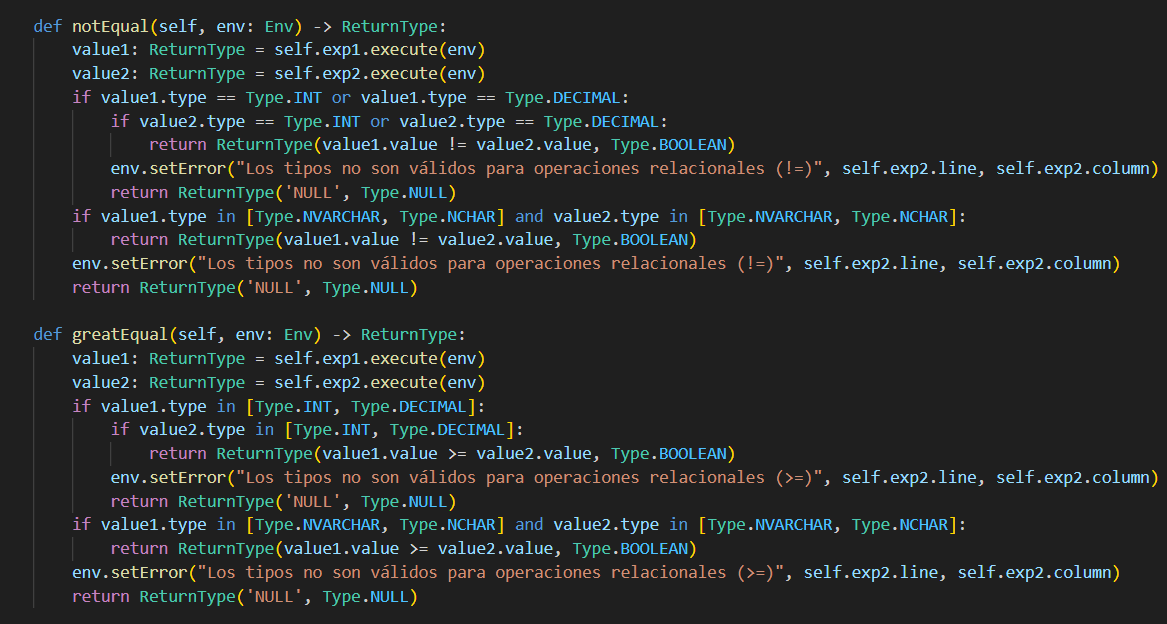 def notEqual(self, env: Env) -> ReturnType:
    value1: ReturnType = self.exp1.execute(env)
    value2: ReturnType = self.exp2.execute(env)
    if value1.type == Type.INT or value1.type == Type.DECIMAL:
        if value2.type == Type.INT or value2.type == Type.DECIMAL:
            return ReturnType(value1.value != value2.value, Type.BOOLEAN)
        env.setError("Los tipos no son válidos para operaciones relacionales (!=)", self.exp2.line, self.exp2.column)
        return ReturnType('NULL', Type.NULL)
    if value1.type in [Type.NVARCHAR, Type.NCHAR] and value2.type in [Type.NVARCHAR, Type.NCHAR]:
        return ReturnType(value1.value != value2.value, Type.BOOLEAN)
    env.setError("Los tipos no son válidos para operaciones relacionales (!=)", self.exp2.line, self.exp2.column)
    return ReturnType('NULL', Type.NULL)

def greatEqual(self, env: Env) -> ReturnType:
    value1: ReturnType = self.exp1.execute(env)
    value2: ReturnType = self.exp2.execute(env)
    if value1.type in [Type.INT, Type.DECIMAL]:
        if value2.type in [Type.INT, Type.DECIMAL]:
            return ReturnType(value1.value >= value2.value, Type.BOOLEAN)
        env.setError("Los tipos no son válidos para operaciones relacionales (>=)", self.exp2.line, self.exp2.column)
        return ReturnType('NULL', Type.NULL)
    if value1.type in [Type.NVARCHAR, Type.NCHAR] and value2.type in [Type.NVARCHAR, Type.NCHAR]:
        return ReturnType(value1.value >= value2.value, Type.BOOLEAN)
    env.setError("Los tipos no son válidos para operaciones relacionales (>=)", self.exp2.line, self.exp2.column)
    return ReturnType('NULL', Type.NULL)